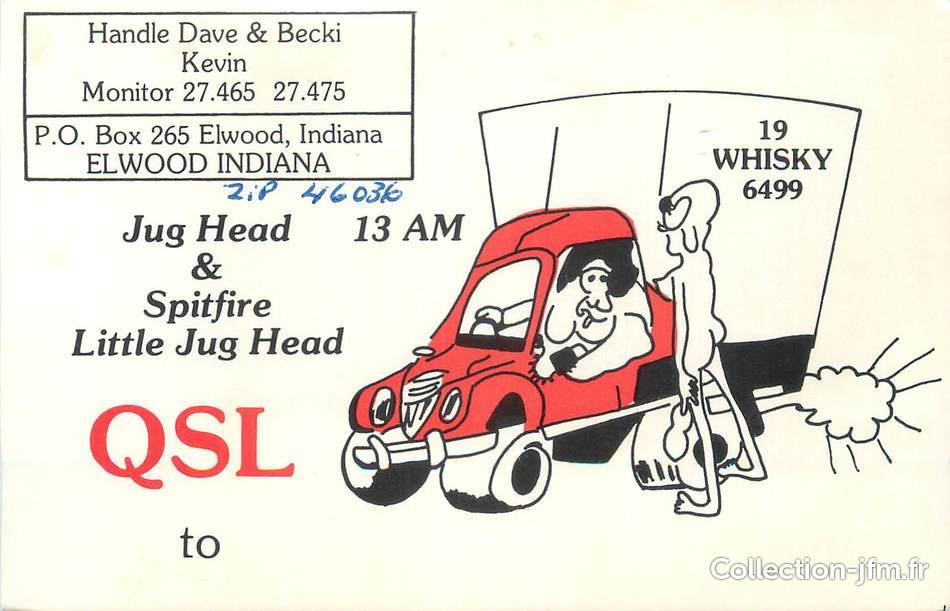 Handle Dave & Becki
Kevin
Monitor 27.465 27.475
P.O. Box 265 Elwood, Indiana
ELWOOD INDIANA
ZiP 46036
Jug Head 13 AM
&
Spitfire
Little Jug Head
19
WHISKY
6499
QSL
to
Collection-jfm.fr